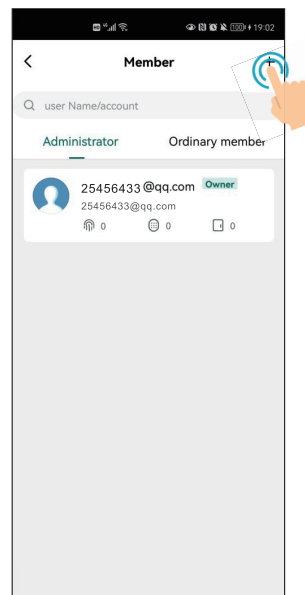 100 19:02
Member
user Name/account
Administrator Ordinary member
25456433@qq.com Owner
25456433@qq.com
0 0 0